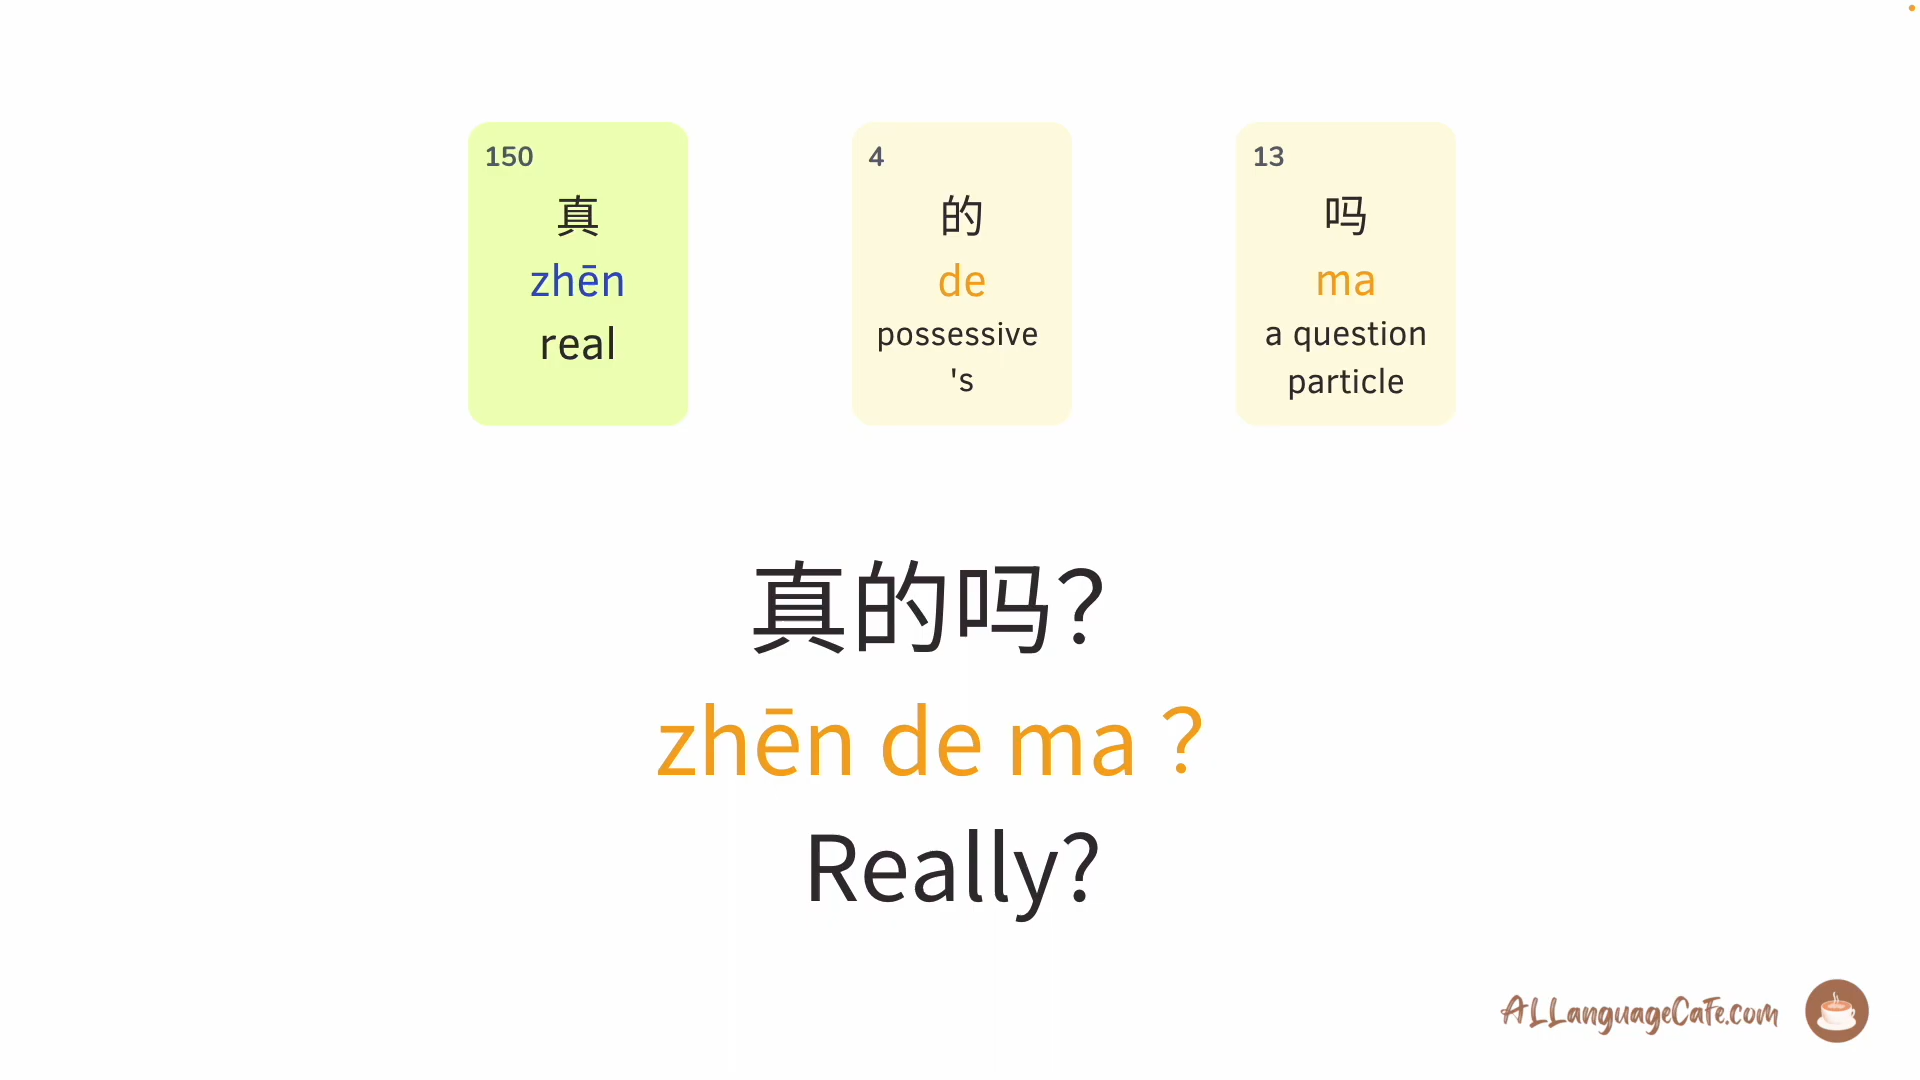 150
真
zhēn
real
4
的
de
possessive
's
13
吗
ma
a question
particle
真的吗?
zhēn de ma ?
Really?
ALLanguageCafe.com